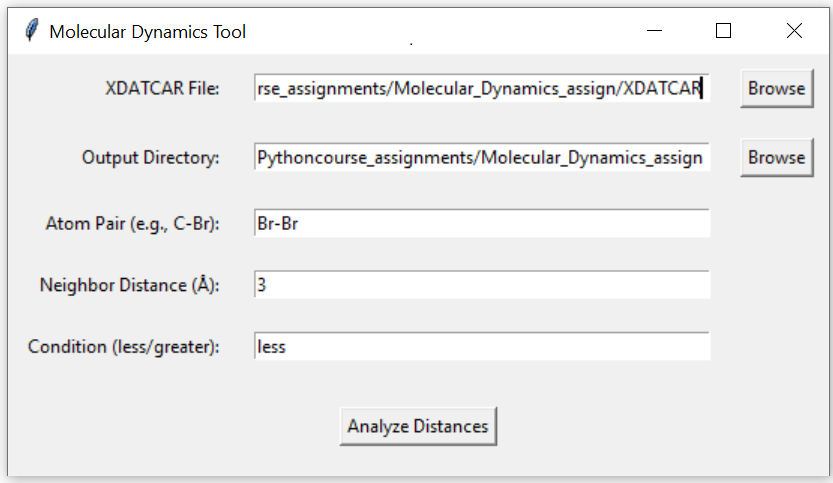 Molecular Dynamics Tool
XDATCAR File: rse_assignments/Molecular_Dynamics_assign/XDATCAR Browse
Output Directory: Pythoncourse_assignments/Molecular_Dynamics_assign Browse
Atom Pair (e.g., C-Br): Br-Br
Neighbor Distance (Å): 3
Condition (less/greater): less
Analyze Distances